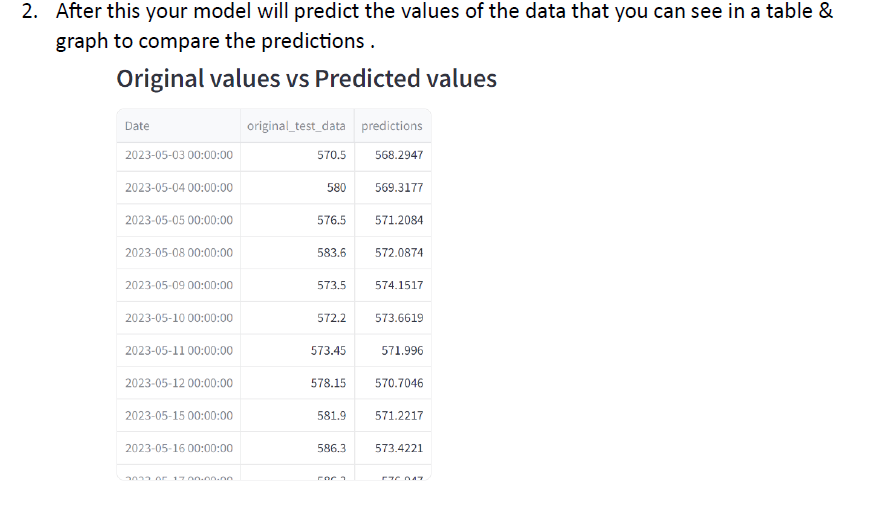 2. After this your model will predict the values of the data that you can see in a table &
graph to compare the predictions .
Original values vs Predicted values
Date original_test_data predictions
2023-05-03 00:00:00 570.5 568.2947
2023-05-04 00:00:00 580 569.3177
2023-05-05 00:00:00 576.5 571.2084
2023-05-08 00:00:00 583.6 572.0874
2023-05-09 00:00:00 573.5 574.1517
2023-05-10 00:00:00 572.2 573.6619
2023-05-11 00:00:00 573.45 571.996
2023-05-12 00:00:00 578.15 570.7046
2023-05-15 00:00:00 581.9 571.2217
2023-05-16 00:00:00 586.3 573.4221